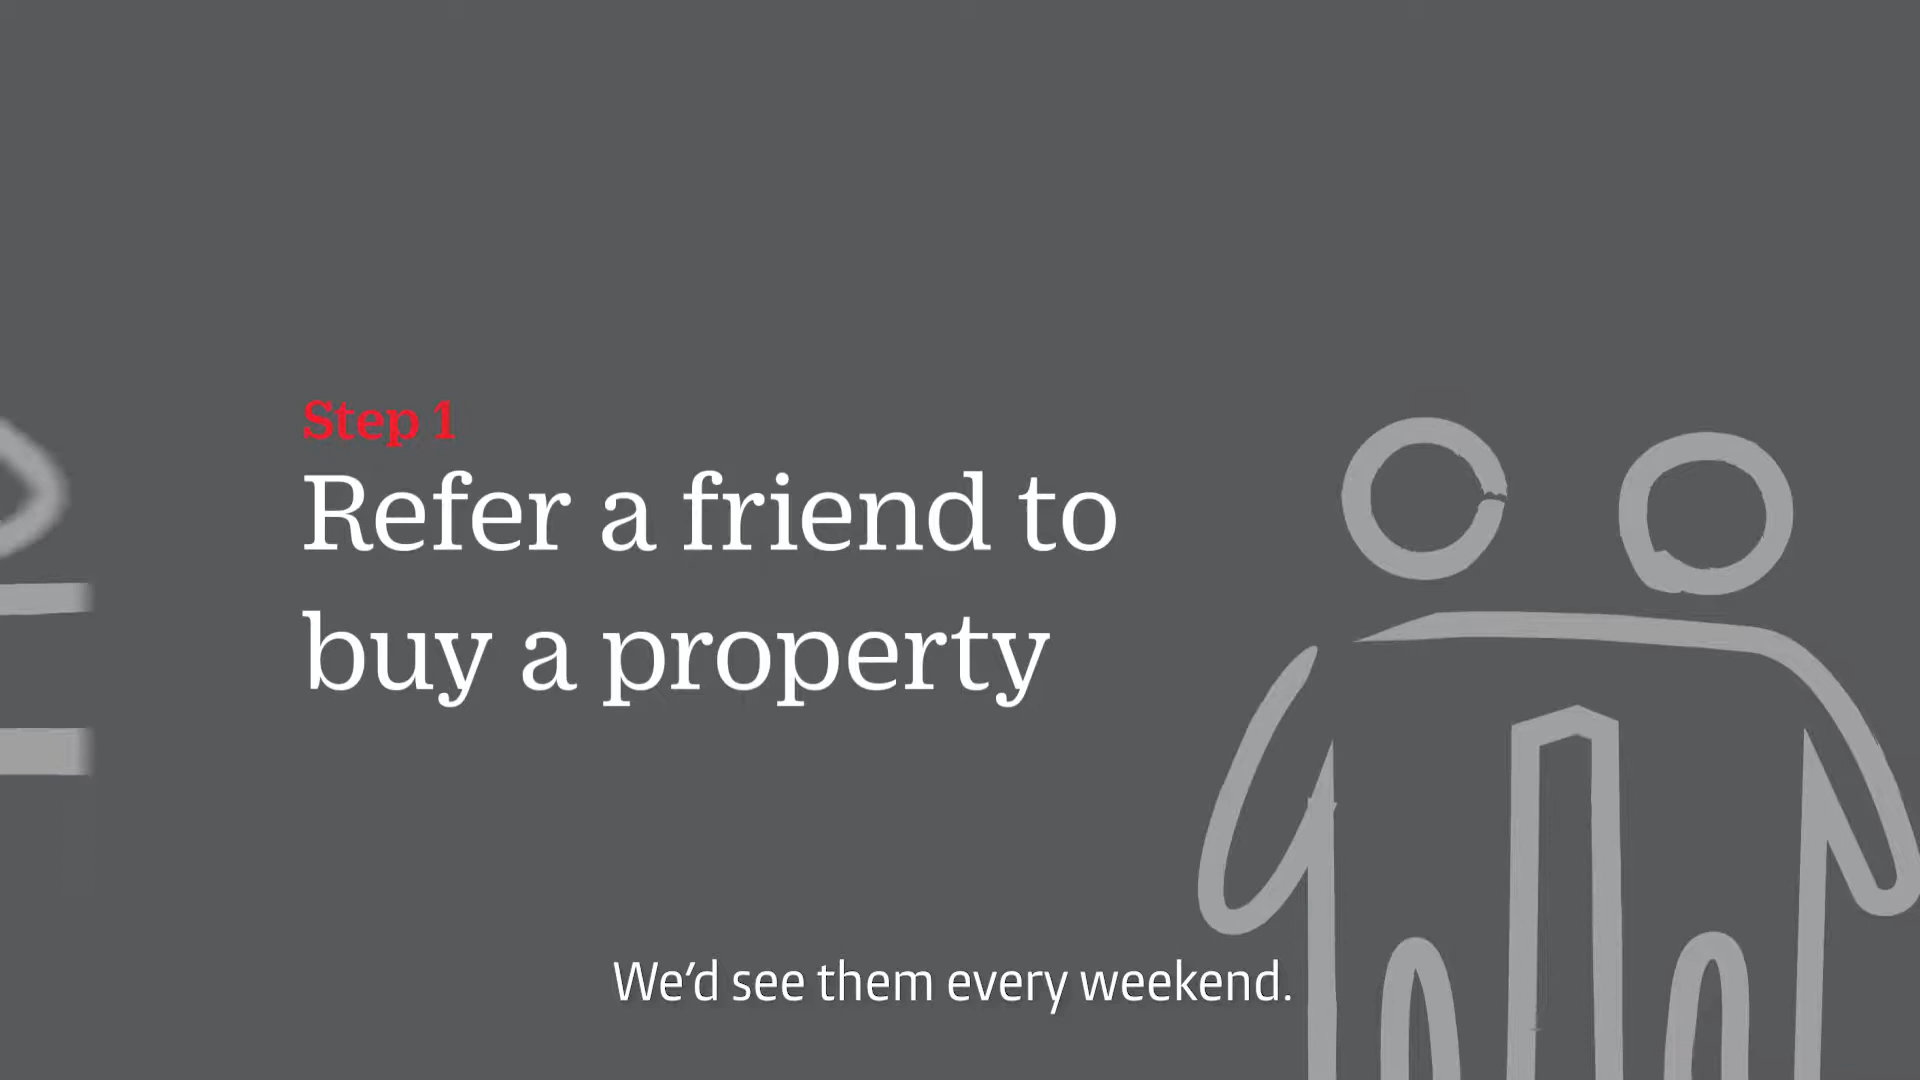 Step 1
Refer a friend to
buy a property
We’d see them every weekend.